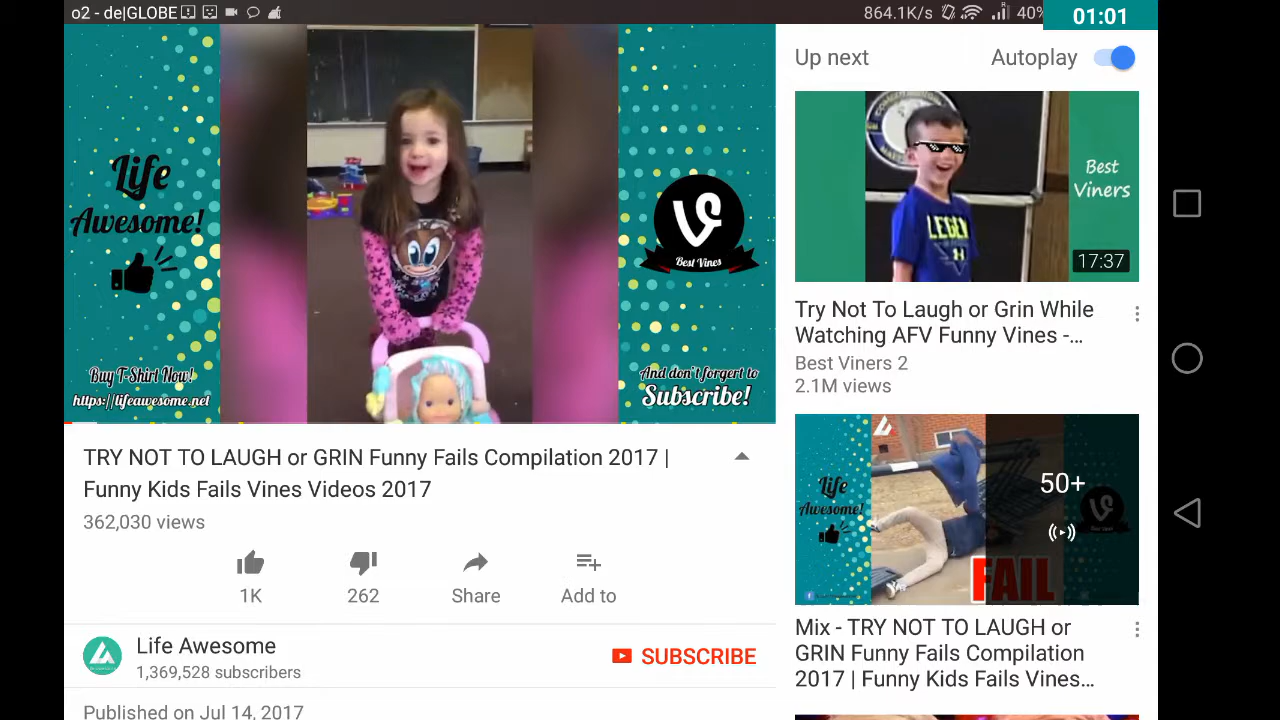 o2 - de|GLOBE
864.1K/s
40%
01:01
Life
Awesome!
Buy T-Shirt Now!
https://lifeawesome.net
Best Vines
And don't forgert to
Subscribe!
TRY NOT TO LAUGH or GRIN Funny Fails Compilation 2017 |
Funny Kids Fails Vines Videos 2017
362,030 views
1K
262
Share
Add to
Life Awesome
1,369,528 subscribers
SUBSCRIBE
Published on Jul 14, 2017
Up next
Autoplay
LEGEN
Best
Viners
17:37
Try Not To Laugh or Grin While
Watching AFV Funny Vines -...
Best Viners 2
2.1M views
Life
Awesome!
50+
FAIL
Mix - TRY NOT TO LAUGH or
GRIN Funny Fails Compilation
2017 | Funny Kids Fails Vines...